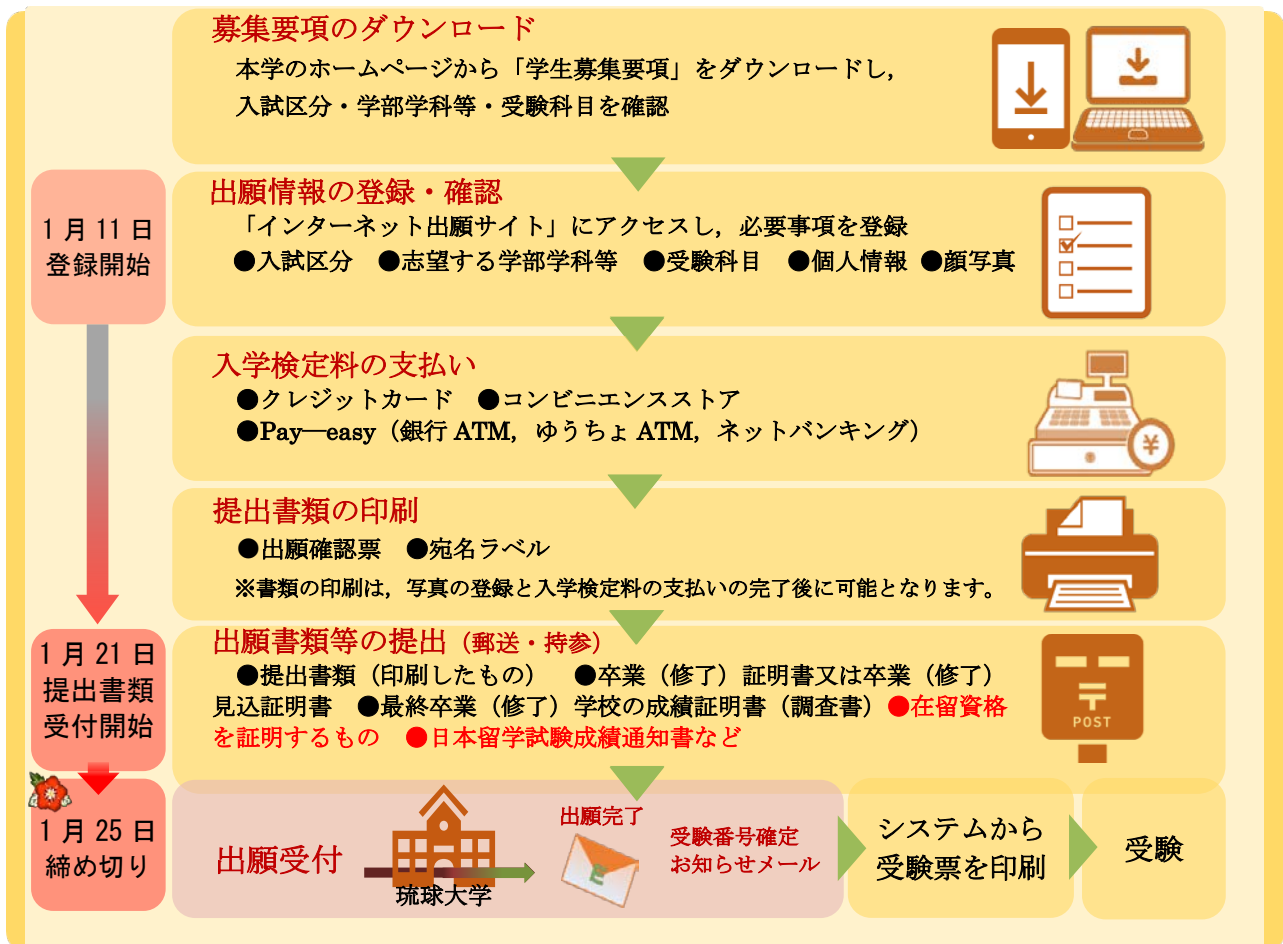 募集要項のダウンロード
本学のホームページから「学生募集要項」をダウンロードし，
入試区分・学部学科等・受験科目を確認
1月11日
登録開始
出願情報の登録・確認
「インターネット出願サイト」にアクセスし，必要事項を登録
●入試区分　●志望する学部学科等　●受験科目　●個人情報 ●顔写真
入学検定料の支払い
●クレジットカード　●コンビニエンスストア
●Pay―easy（銀行 ATM，ゆうちょ ATM，ネットバンキング）
¥
提出書類の印刷
●出願確認票　●宛名ラベル
※書類の印刷は，写真の登録と入学検定料の支払いの完了後に可能となります。
1月21日
提出書類
受付開始
出願書類等の提出（郵送・持参）
●提出書類（印刷したもの）　●卒業（修了）証明書又は卒業（修了）
見込証明書　●最終卒業（修了）学校の成績証明書（調査書）●在留資格
を証明するもの　●日本留学試験成績通知書など
〒
POST
1月25日
締め切り
出願受付
琉球大学
出願完了
e
受験番号確定
お知らせメール
システムから
受験票を印刷
受験